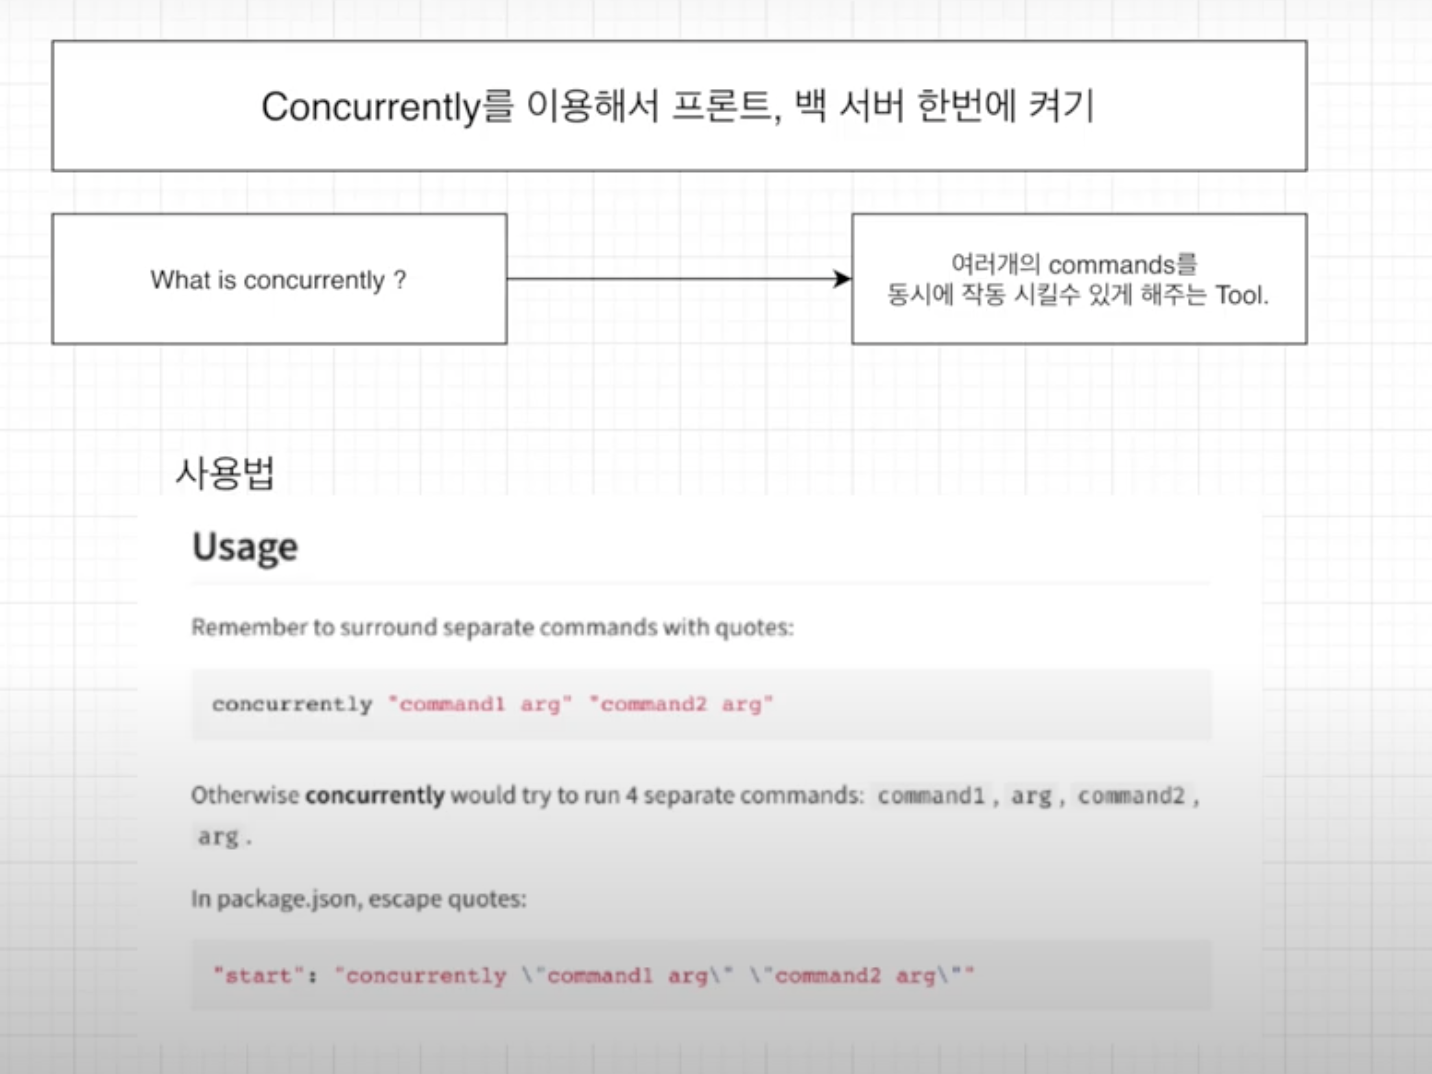 Concurrently를 이용해서 프론트, 백 서버 한번에 켜기
What is concurrently ?
여러개의 commands를
동시에 작동 시킬수 있게 해주는 Tool.
사용법
Usage
Remember to surround separate commands with quotes:
concurrently "command1 arg" "command2 arg"
Otherwise concurrently would try to run 4 separate commands: command1 , arg , command2 ,
arg .
In package.json, escape quotes:
"start": "concurrently \"command1 arg\" \"command2 arg\""